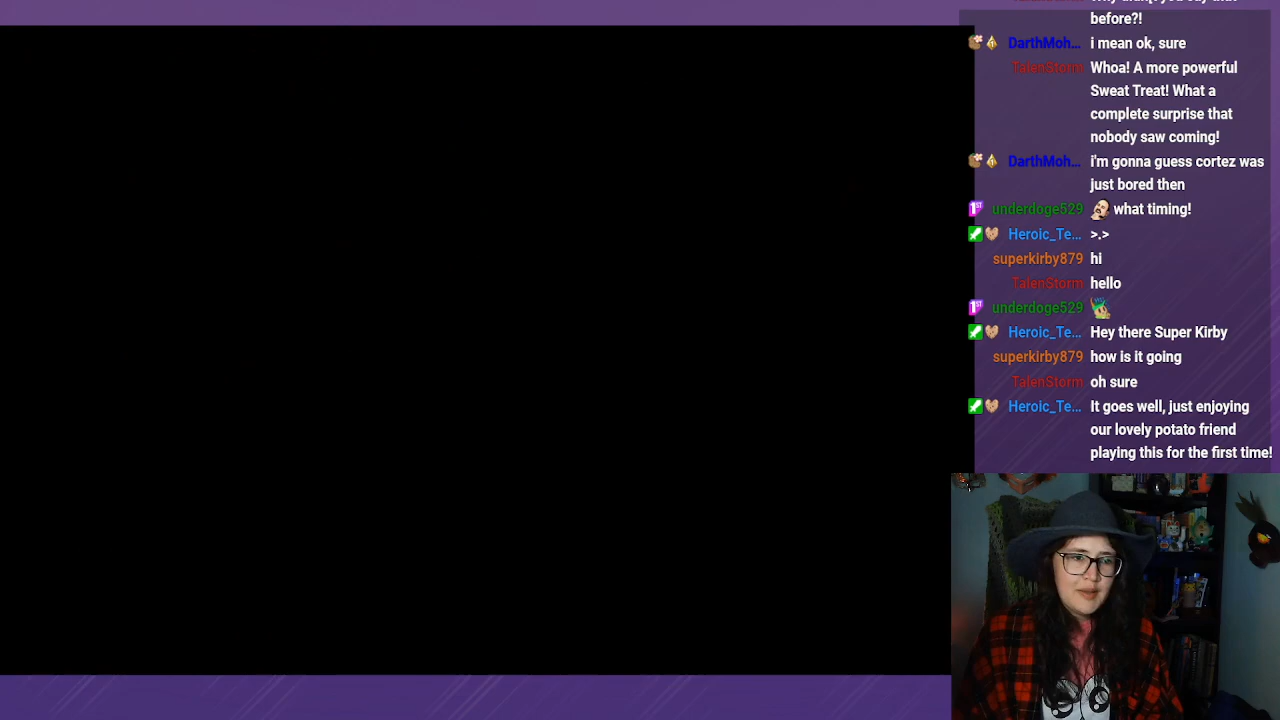 before?!
DarthMoh... i mean ok, sure
TalenStorm Whoa! A more powerful
Sweat Treat! What a
complete surprise that
nobody saw coming!
DarthMoh... i'm gonna guess cortez was
just bored then
underdoge529 what timing!
Heroic_Te... >.>
superkirby879 hi
TalenStorm hello
underdoge529
Heroic_Te... Hey there Super Kirby
superkirby879 how is it going
TalenStorm oh sure
Heroic_Te... It goes well, just enjoying
our lovely potato friend
playing this for the first time!